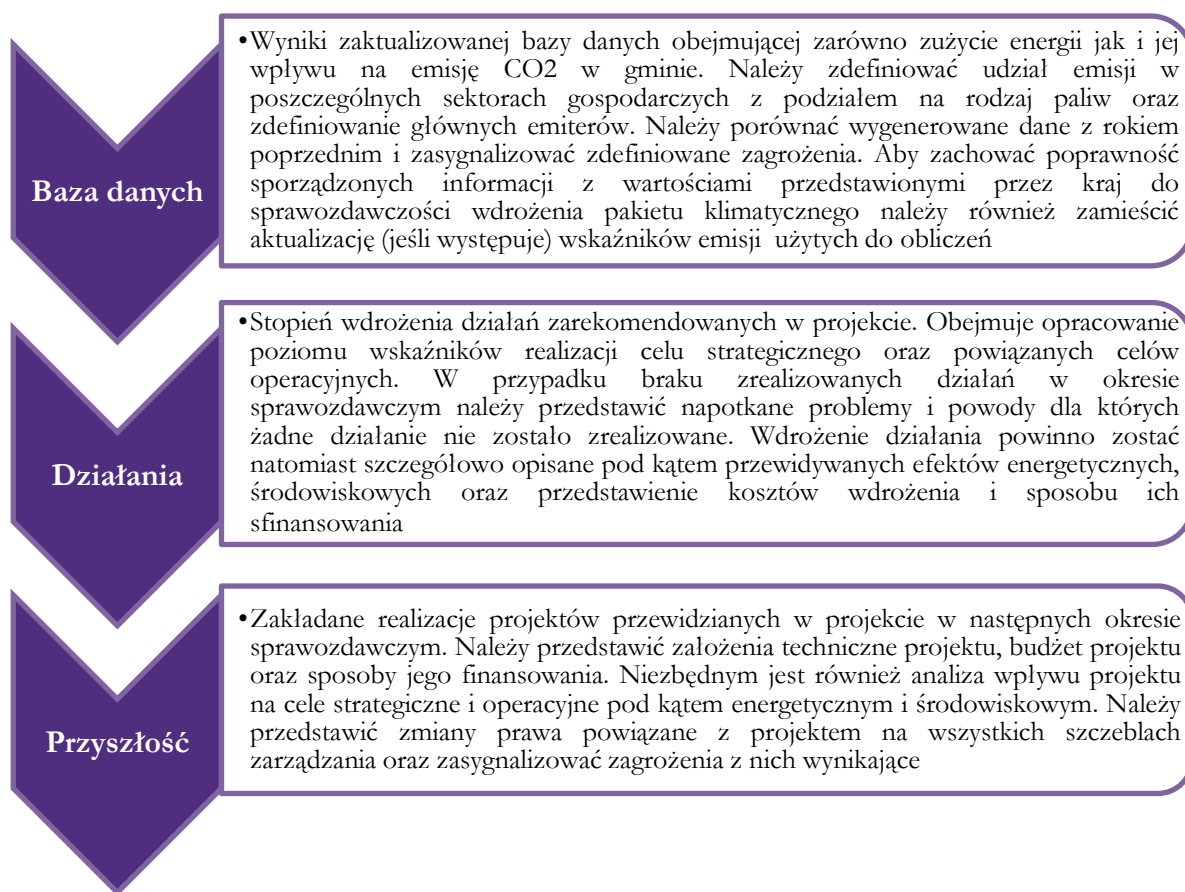 Baza danych
•Wyniki zaktualizowanej bazy danych obejmującej zarówno zużycie energii jak i jej
wpływu na emisję CO2 w gminie. Należy zdefiniować udział emisji w
poszczególnych sektorach gospodarczych z podziałem na rodzaj paliw oraz
zdefiniowanie głównych emiterów. Należy porównać wygenerowane dane z rokiem
poprzednim i zasygnalizować zdefiniowane zagrożenia. Aby zachować poprawność
sporządzonych informacji z wartościami przedstawionymi przez kraj do
sprawozdawczości wdrożenia pakietu klimatycznego należy również zamieścić
aktualizację (jeśli występuje) wskaźników emisji użytych do obliczeń
Działania
•Stopień wdrożenia działań zarekomendowanych w projekcie. Obejmuje opracowanie
poziomu wskaźników realizacji celu strategicznego oraz powiązanych celów
operacyjnych. W przypadku braku zrealizowanych działań w okresie
sprawozdawczym należy przedstawić napotkane problemy i powody dla których
żadne działanie nie zostało zrealizowane. Wdrożenie działania powinno zostać
natomiast szczegółowo opisane pod kątem przewidywanych efektów energetycznych,
środowiskowych oraz przedstawienie kosztów wdrożenia i sposobu ich
sfinansowania
Przyszłość
•Zakładane realizacje projektów przewidzianych w projekcie w następnych okresie
sprawozdawczym. Należy przedstawić założenia techniczne projektu, budżet projektu
oraz sposoby jego finansowania. Niezbędnym jest również analiza wpływu projektu
na cele strategiczne i operacyjne pod kątem energetycznym i środowiskowym. Należy
przedstawić zmiany prawa powiązane z projektem na wszystkich szczeblach
zarządzania oraz zasygnalizować zagrożenia z nich wynikające